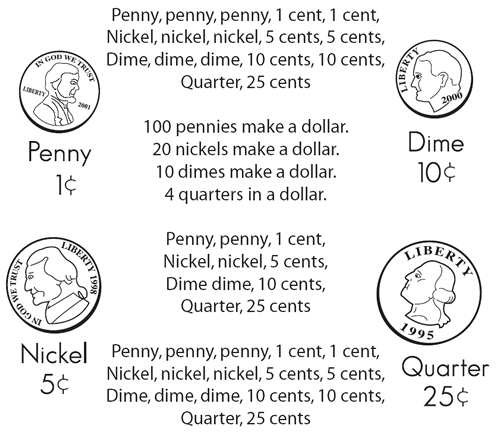 Penny, penny, penny, 1 cent, 1 cent,
Nickel, nickel, nickel, 5 cents, 5 cents,
Dime, dime, dime, 10 cents, 10 cents,
Quarter, 25 cents
IN GOD WE TRUST
LIBERTY
2001
Penny
1¢
LIBERTY
2000
Dime
10¢
100 pennies make a dollar.
20 nickels make a dollar.
10 dimes make a dollar.
4 quarters in a dollar.
Penny, penny, 1 cent,
Nickel, nickel, 5 cents,
Dime dime, 10 cents,
Quarter, 25 cents
IN GOD WE TRUST
LIBERTY 1998
Nickel
5¢
LIBERTY
1995
Quarter
25¢
Penny, penny, penny, 1 cent, 1 cent,
Nickel, nickel, nickel, 5 cents, 5 cents,
Dime, dime, dime, 10 cents, 10 cents,
Quarter, 25 cents